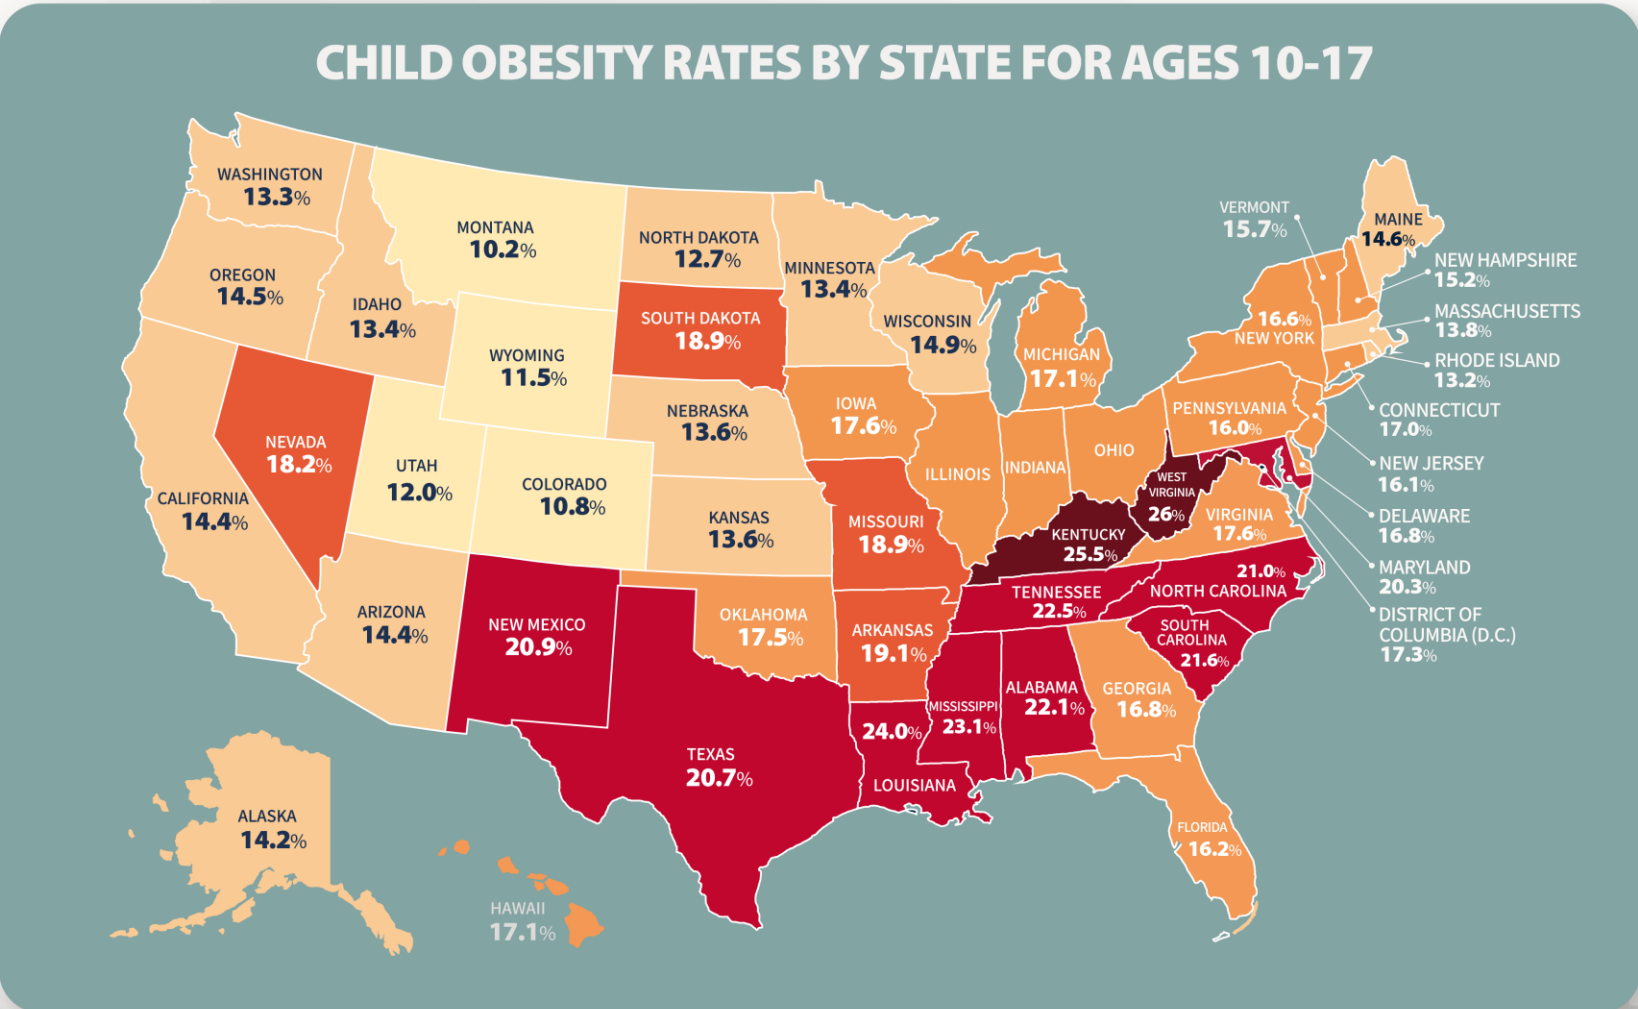 CHILD OBESITY RATES BY STATE FOR AGES 10-17
WASHINGTON
13.3%
OREGON
14.5%
IDAHO
13.4%
MONTANA
10.2%
WYOMING
11.5%
NORTH DAKOTA
12.7%
SOUTH DAKOTA
18.9%
MINNESOTA
13.4%
WISCONSIN
14.9%
MICHIGAN
17.1%
NEVADA
18.2%
UTAH
12.0%
COLORADO
10.8%
CALIFORNIA
14.4%
NEBRASKA
13.6%
KANSAS
13.6%
IOWA
17.6%
ILLINOIS
INDIANA
OHIO
MISSOURI
18.9%
KENTUCKY
25.5%
WEST
VIRGINIA
26%
VIRGINIA
17.6%
PENNSYLVANIA
16.0%
16.6%
NEW YORK
VERMONT
15.7%
MAINE
14.6%
NEW HAMPSHIRE
15.2%
MASSACHUSETTS
13.8%
RHODE ISLAND
13.2%
CONNECTICUT
17.0%
NEW JERSEY
16.1%
DELAWARE
16.8%
MARYLAND
20.3%
DISTRICT OF
COLUMBIA (D.C.)
17.3%
ARIZONA
14.4%
NEW MEXICO
20.9%
OKLAHOMA
17.5%
ARKANSAS
19.1%
TENNESSEE
22.5%
21.0%
NORTH CAROLINA
SOUTH
CAROLINA
21.6%
TEXAS
20.7%
24.0%
LOUISIANA
MISSISSIPPI
23.1%
ALABAMA
22.1%
GEORGIA
16.8%
FLORIDA
16.2%
ALASKA
14.2%
HAWAII
17.1%